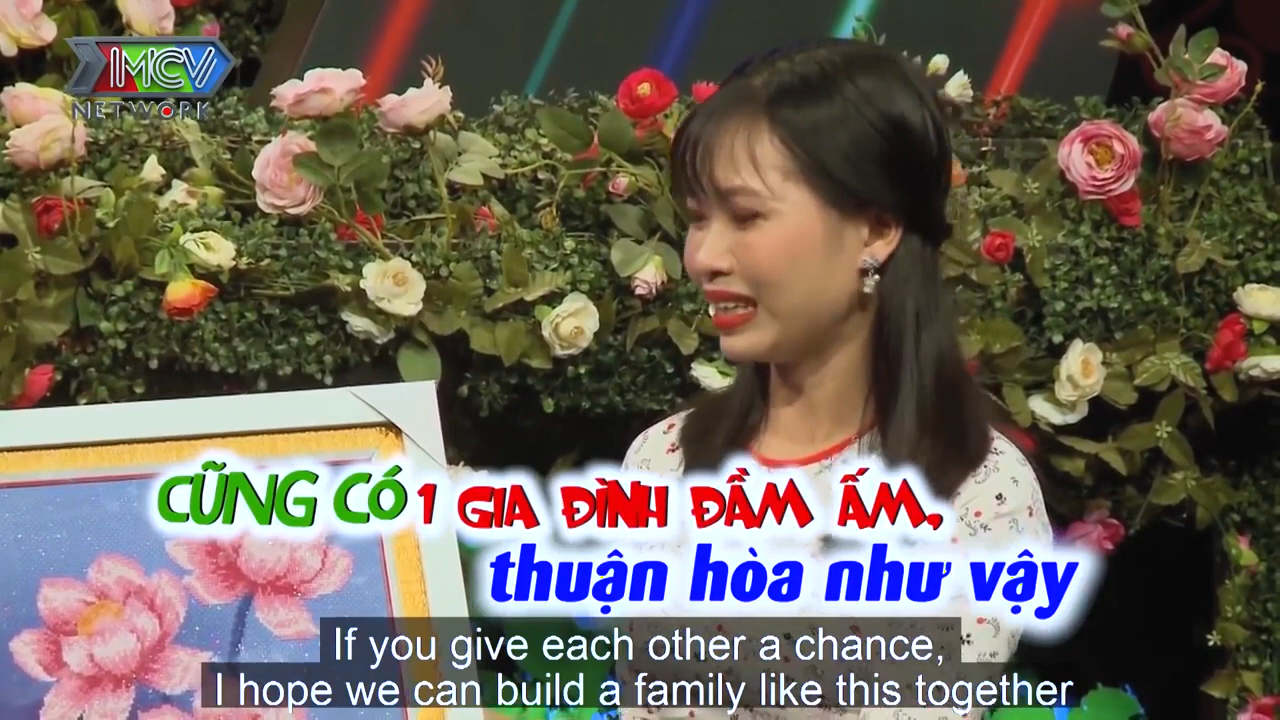 MCV
NETWORK
CŨNG CÓ 1 GIA ĐÌNH ĐẦM ẤM,
thuận hòa như vậy
If you give each other a chance,
I hope we can build a family like this together